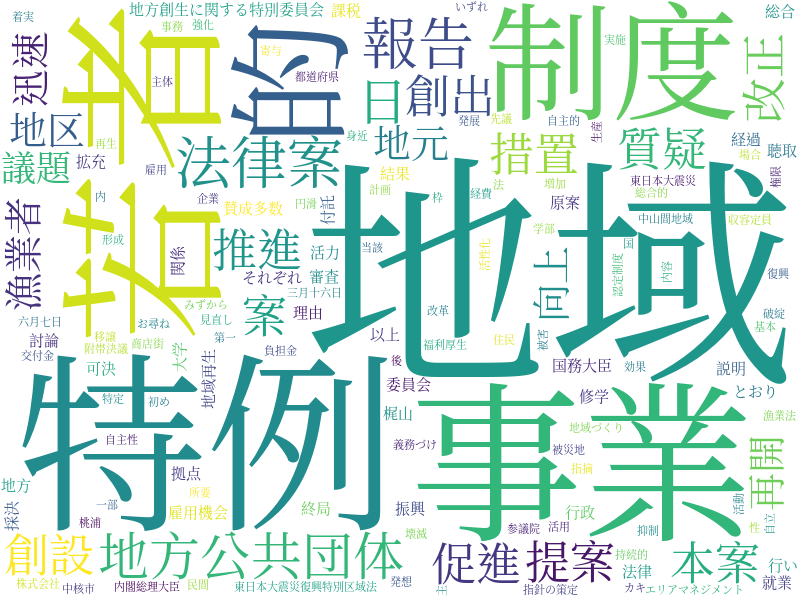 地方創生に関する特別委員会
課税
いずれ
総合
着実
事務
強化
寄与
迅速
者
的
報告
制度
改正
主体
都道府県
実施
地区
日
創出
先議
発展
自主的
議題
再生
拡充
法律案
身近
地元
措置
質疑
生産
経過
聴取
雇用
結果
計画
増加
場合
権限
内
企業
円滑
賛成多数
付託
経費
枠
法
原案
東日本大震災
総合的
漁業者
形成
関係
若者
推進
活力
当該
地域
学部
中山間地域
収容定員
それぞれ
審査
活性化
向上
国
認定制度
内容
復興
三月十六日
改革
みずから
案
理由
六月七日
お尋ね
見直し
第一
以上
福利厚生
住民
被害
破綻
基本
討論
移譲
附帯決議
商店街
交付金
大学
地域再生
負担金
後
国務大臣
効果
説明
可決
委員会
修学
とおり
特定
初め
特例
梶山
事業
漁業法
自主性
義務づけ
被災地
地域づくり
拠点
指摘
再開
地方
所要
一部
雇用機会
終局
振興
行政
活動
性
自立
採決
桃浦
壊滅
参議院
活用
抑制
創設
地方公共団体
促進
提案
持続的
法律
本案
行い
就業
株式会社
中核市
内閣総理大臣
民間
東日本大震災復興特別区域法
発想
主
指針の策定
カキ
エリアマネジメント